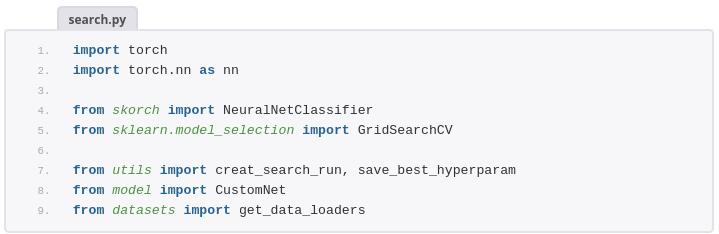 search.py
1. import torch
2. import torch.nn as nn
3.
4. from skorch import NeuralNetClassifier
5. from sklearn.model_selection import GridSearchCV
6.
7. from utils import creat_search_run, save_best_hyperparam
8. from model import CustomNet
9. from datasets import get_data_loaders